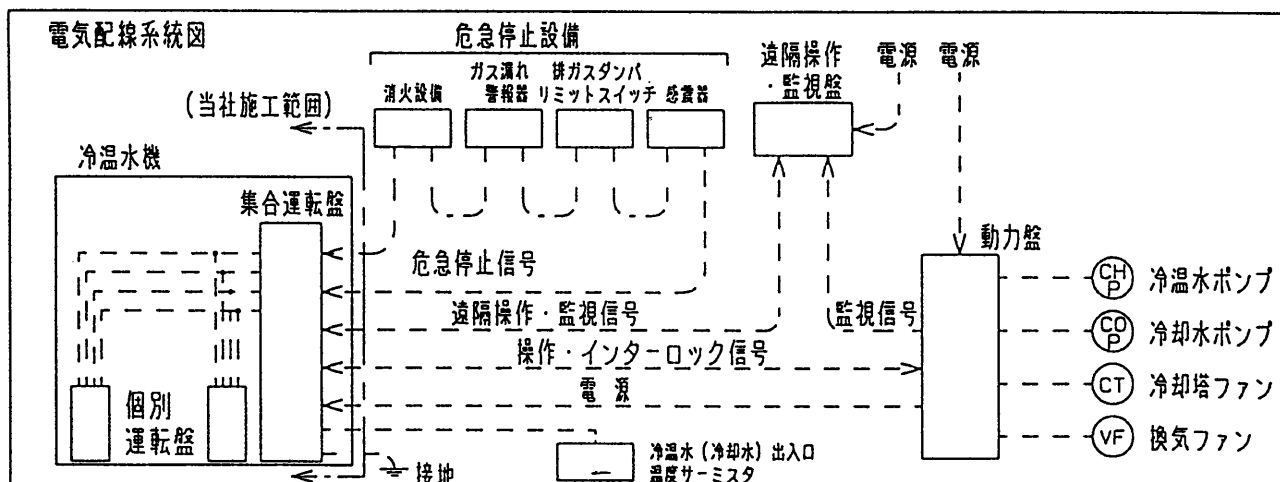 電気配線系統図
危急停止設備
遠隔操作
・監視盤
電源
電源
消火設備
ガス漏れ
警報器
排ガスダンパ
リミットスイッチ
感震器
(当社施工範囲)
冷温水機
集合運転盤
動力盤
危急停止信号
遠隔操作・監視信号
監視信号
操作・インターロック信号
電源
CH
P
冷温水ポンプ
CO
P
冷却水ポンプ
CT
冷却塔ファン
VF
換気ファン
個別
運転盤
接地
冷温水(冷却水)出入口
温度サーミスタ